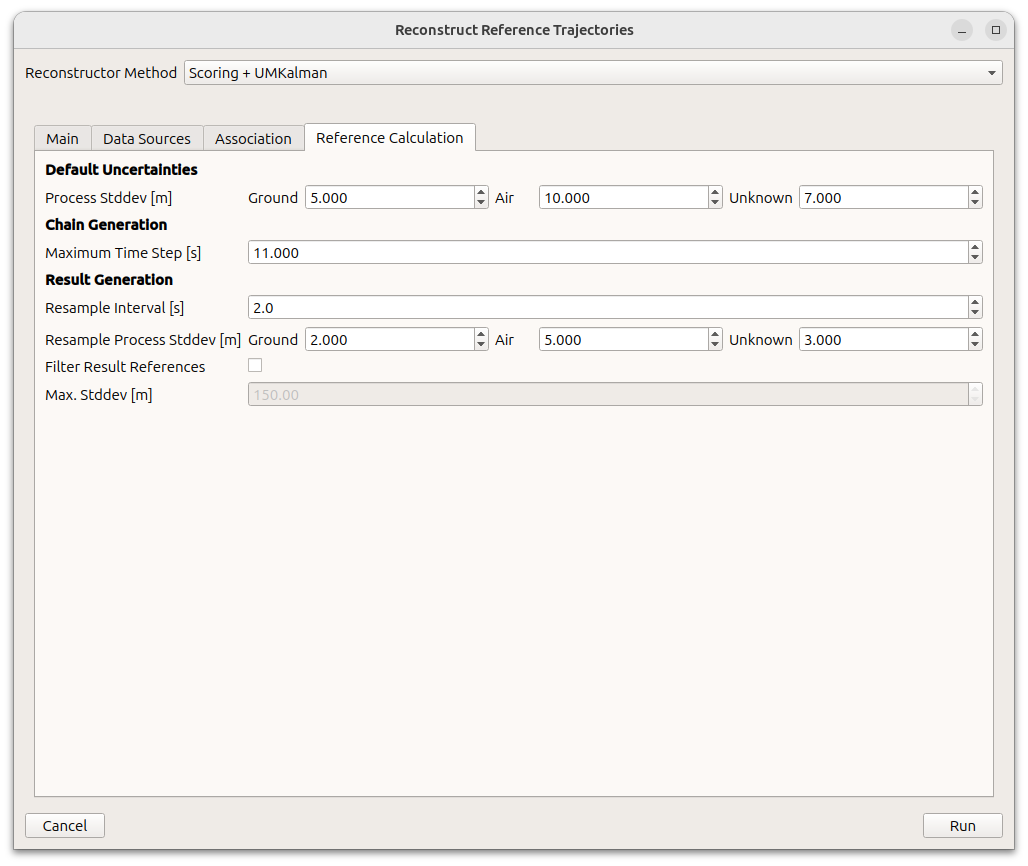 Reconstruct Reference Trajectories
Reconstructor Method Scoring + UMKalman
Main Data Sources Association Reference Calculation
Default Uncertainties
Process Stddev [m] Ground 5.000 Air 10.000 Unknown 7.000
Chain Generation
Maximum Time Step [s] 11.000
Result Generation
Resample Interval [s] 2.0
Resample Process Stddev [m] Ground 2.000 Air 5.000 Unknown 3.000
Filter Result References
Max. Stddev [m] 150.00
Cancel Run